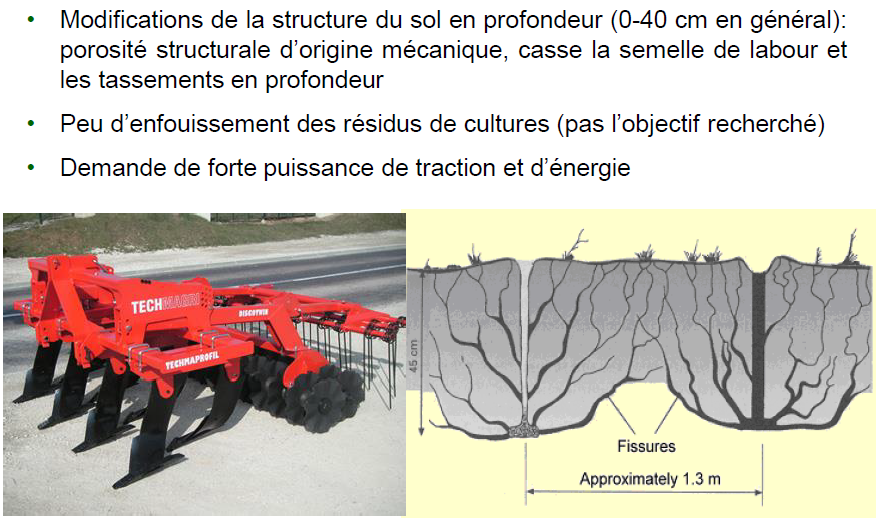 • Modifications de la structure du sol en profondeur (0-40 cm en général):
porosité structurale d’origine mécanique, casse la semelle de labour et
les tassements en profondeur
• Peu d’enfouissement des résidus de cultures (pas l’objectif recherché)
• Demande de forte puissance de traction et d’énergie
TECHMAGRI
DISCOTWIN
TECHMAPROFIL
45 cm
Fissures
Approximately 1.3 m